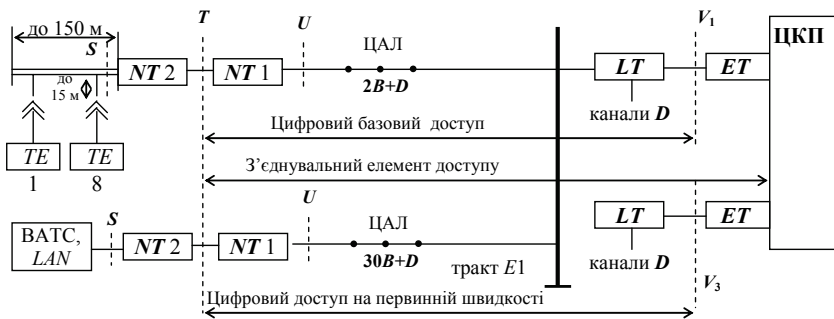 до 150 м
S
T
U
ЦАЛ
V1
ЦКП
NT 2
NT 1
LT
ET
до
15 м
2B+D
канали D
Цифровий базовий доступ
TE
TE
1
8
З’єднувальний елемент доступу
U
ВАТС,
LAN
S
NT 2
NT 1
ЦАЛ
LT
ET
30B+D
тракт E1
канали D
V3
Цифровий доступ на первинній швидкості